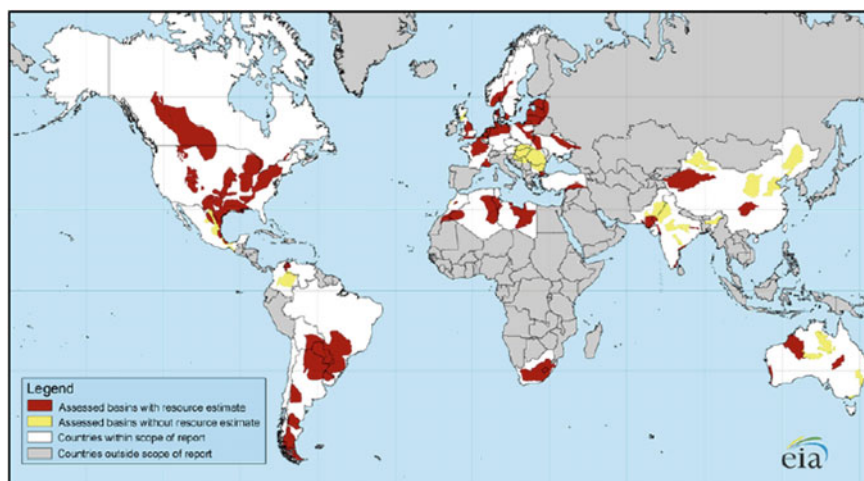 Legend
Assessed basins with resource estimate
Assessed basins without resource estimate
Countries within scope of report
Countries outside scope of report
eia